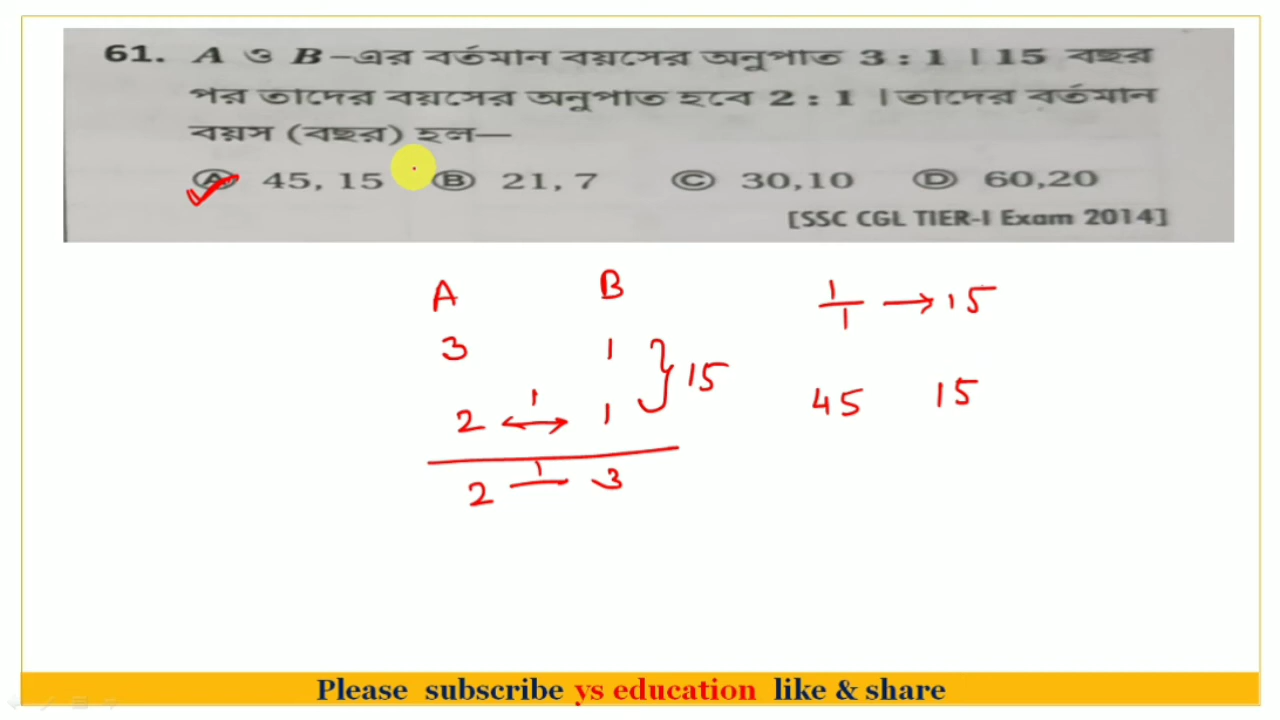 61. A ও B-এর বর্তমান বয়সের অনুপাত 3 : 1 । 15 বছর
পর তাদের বয়সের অনুপাত হবে 2 : 1 । তাদের বর্তমান
বয়স (বছর) হল—
Ⓐ 45, 15 Ⓑ 21, 7 Ⓒ 30,10 Ⓓ 60,20
[SSC CGL TIER-I Exam 2014]
A B
3 1 } 15
2 ↔ 1
1
2 — 3
1
1/1 → 15
45 15
Please subscribe ys education like & share